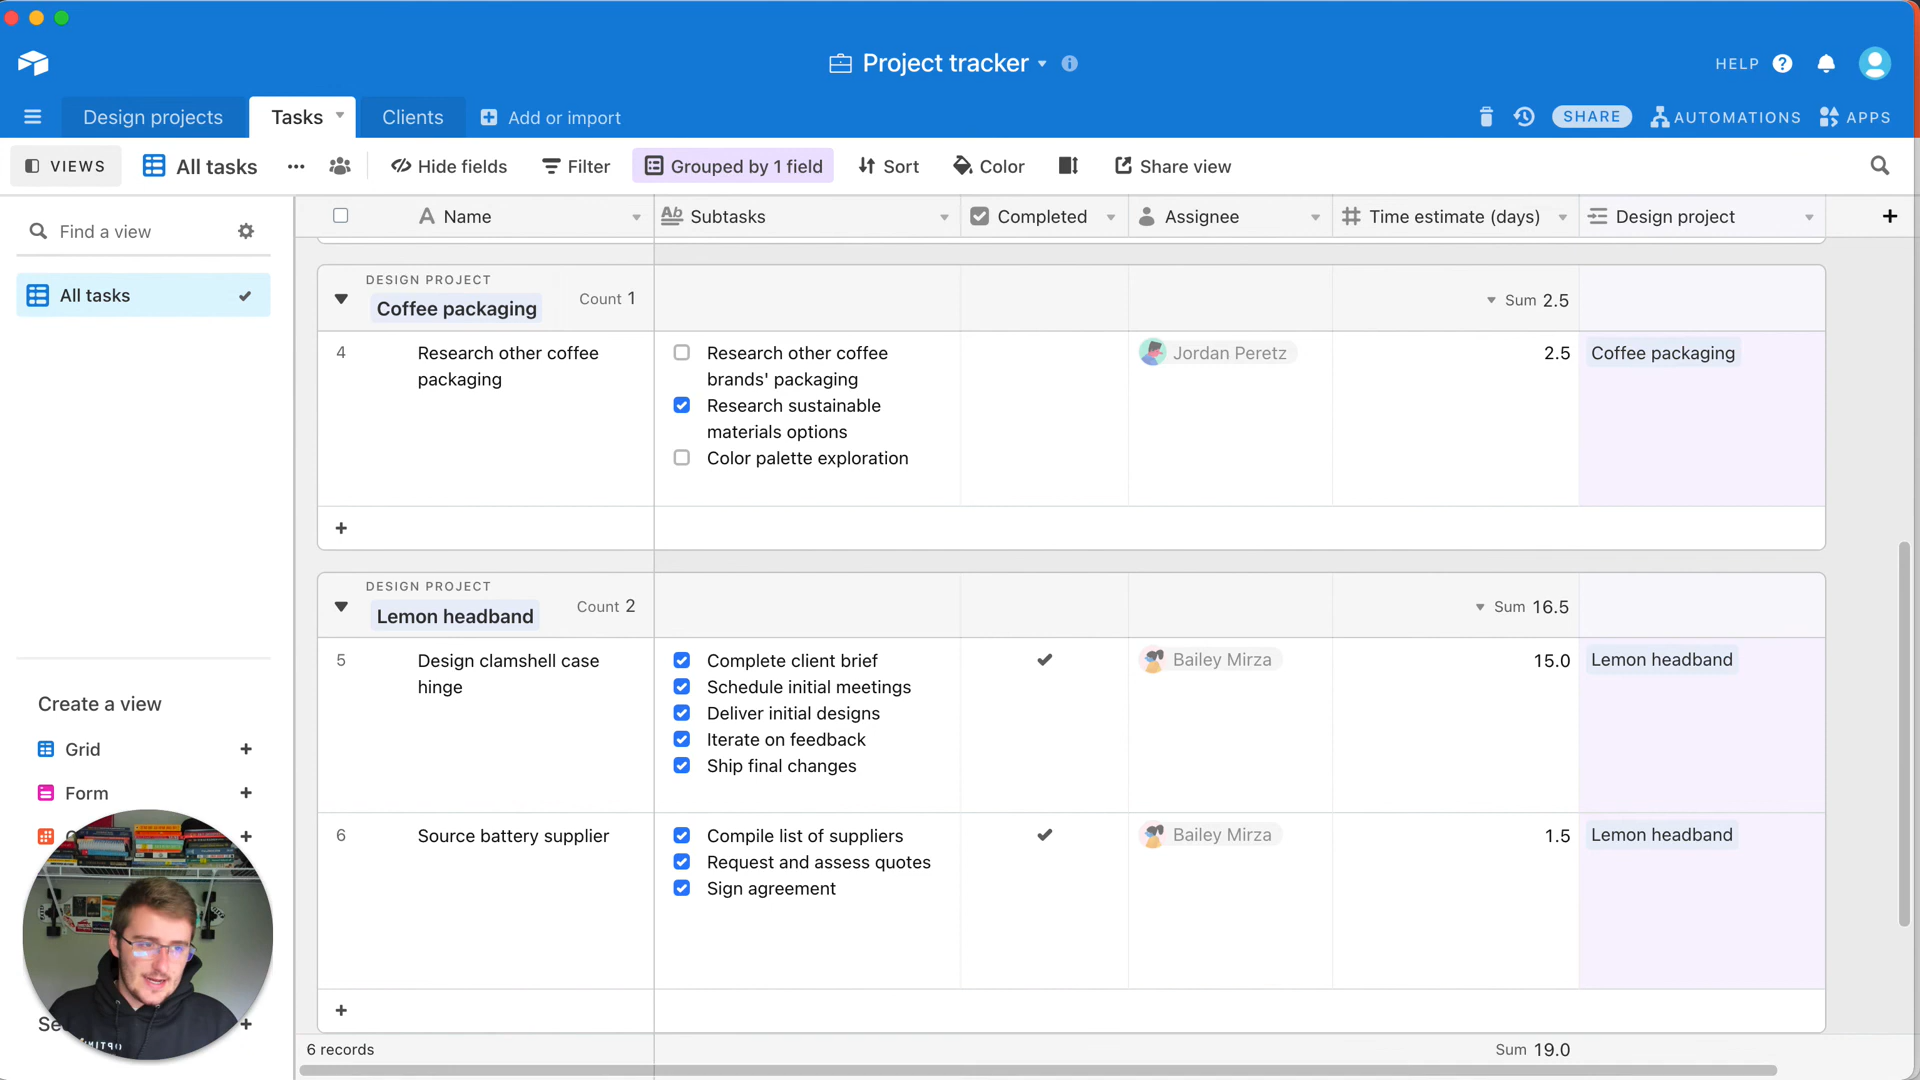 Project tracker
HELP
Design projects
Tasks
Clients
Add or import
SHARE
AUTOMATIONS
APPS
VIEWS
All tasks
Hide fields
Filter
Grouped by 1 field
Sort
Color
Share view
Find a view
Name
Subtasks
Completed
Assignee
Time estimate (days)
Design project
All tasks
DESIGN PROJECT
Coffee packaging
Count 1
Sum 2.5
4
Research other coffee
packaging
Research other coffee
brands' packaging
Research sustainable
materials options
Color palette exploration
Jordan Peretz
2.5
Coffee packaging
DESIGN PROJECT
Lemon headband
Count 2
Sum 16.5
5
Design clamshell case
hinge
Complete client brief
Schedule initial meetings
Deliver initial designs
Iterate on feedback
Ship final changes
Bailey Mirza
15.0
Lemon headband
6
Source battery supplier
Compile list of suppliers
Request and assess quotes
Sign agreement
Bailey Mirza
1.5
Lemon headband
Create a view
Grid
Form
6 records
Sum 19.0